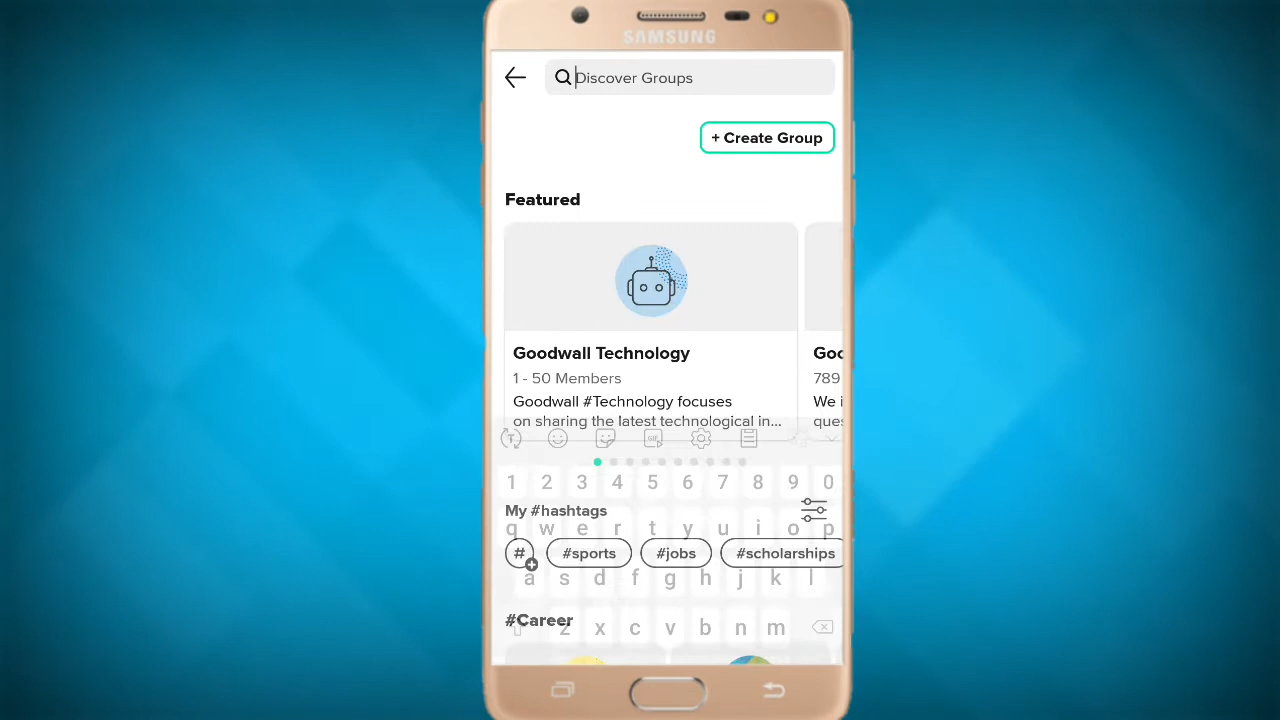 SAMSUNG
Discover Groups
+ Create Group
Featured
Goodwall Technology
1 - 50 Members
Goodwall #Technology focuses
on sharing the latest technological in...
Goo
789
We i
ques
T
GIF
1 2 3 4 5 6 7 8 9 0
My #hashtags
q w e r t y u i o p
# #sports #jobs #scholarships
a s d f g h j k l
#Career
z x c v b n m